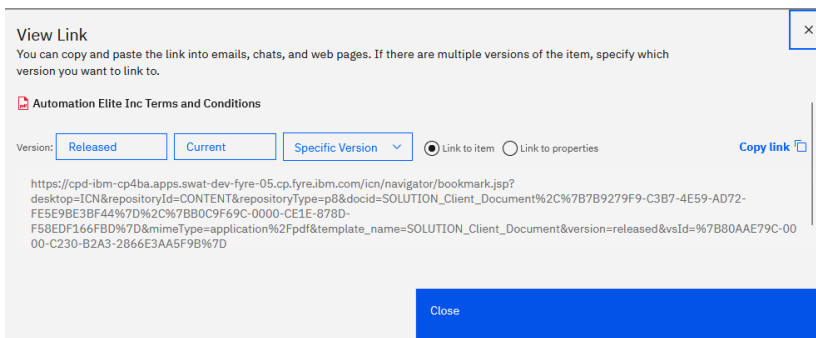 View Link
You can copy and paste the link into emails, chats, and web pages. If there are multiple versions of the item, specify which
version you want to link to.
Automation Elite Inc Terms and Conditions
Version: Released Current Specific Version Link to item Link to properties Copy link
https://cpd-ibm-cp4ba.apps.swat-dev-fyre-05.cp.fyre.ibm.com/icn/navigator/bookmark.jsp?
desktop=ICN&repositoryId=CONTENT&repositoryType=p8&docid=SOLUTION_Client_Document%2C%7B7B9279F9-C3B7-4E59-AD72-
FE5E9BE3BF44%7D%2C%7BB0C9F69C-0000-CE1E-878D-
F58EDF166FBD%7D&mimeType=application%2Fpdf&template_name=SOLUTION_Client_Document&version=released&vsId=%7B80AAE79C-00
00-C230-B2A3-2866E3AA5F9B%7D
Close